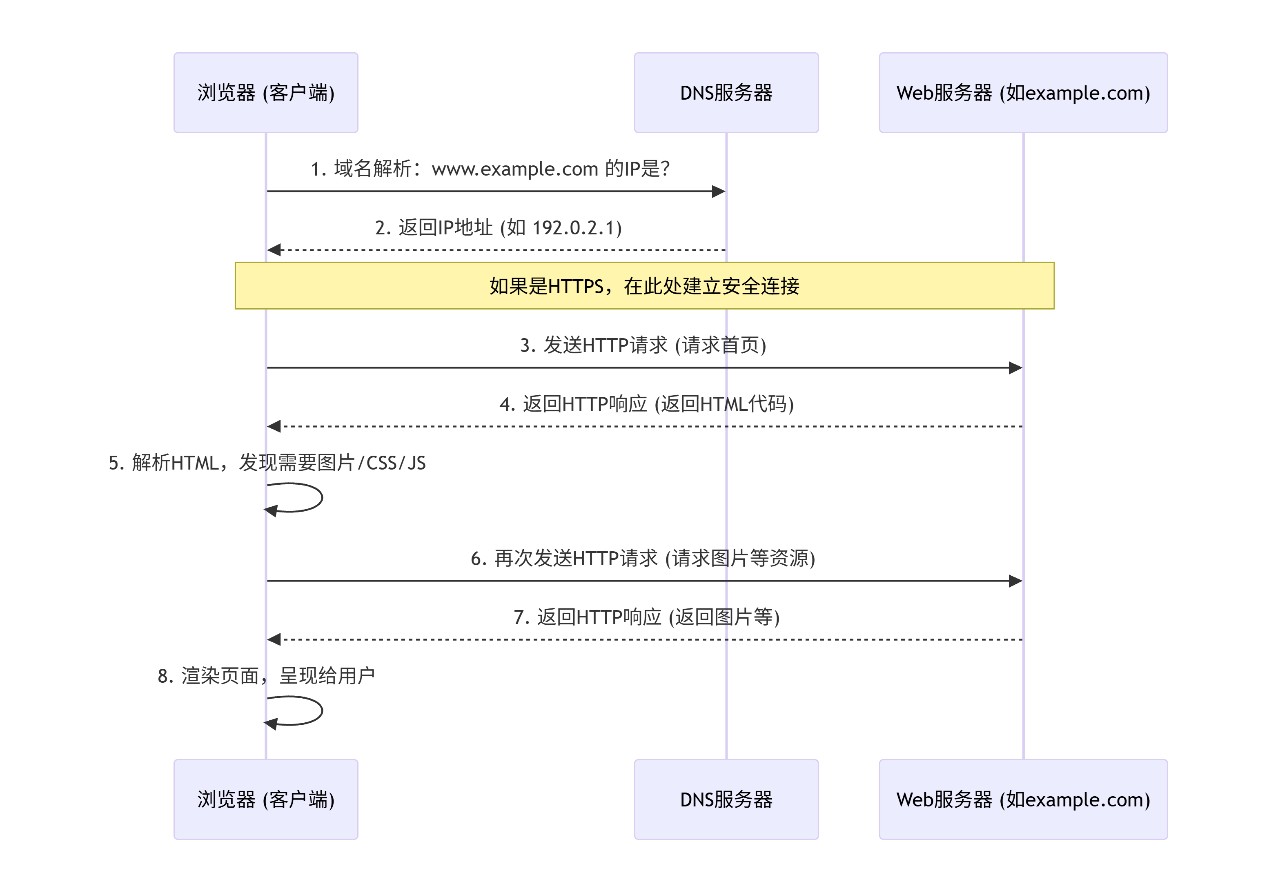 浏览器 (客户端)
DNS服务器
Web服务器 (如example.com)
1. 域名解析：www.example.com 的IP是？
2. 返回IP地址 (如 192.0.2.1)
如果是HTTPS，在此处建立安全连接
3. 发送HTTP请求 (请求首页)
4. 返回HTTP响应 (返回HTML代码)
5. 解析HTML，发现需要图片/CSS/JS
6. 再次发送HTTP请求 (请求图片等资源)
7. 返回HTTP响应 (返回图片等)
8. 渲染页面，呈现给用户
浏览器 (客户端)
DNS服务器
Web服务器 (如example.com)